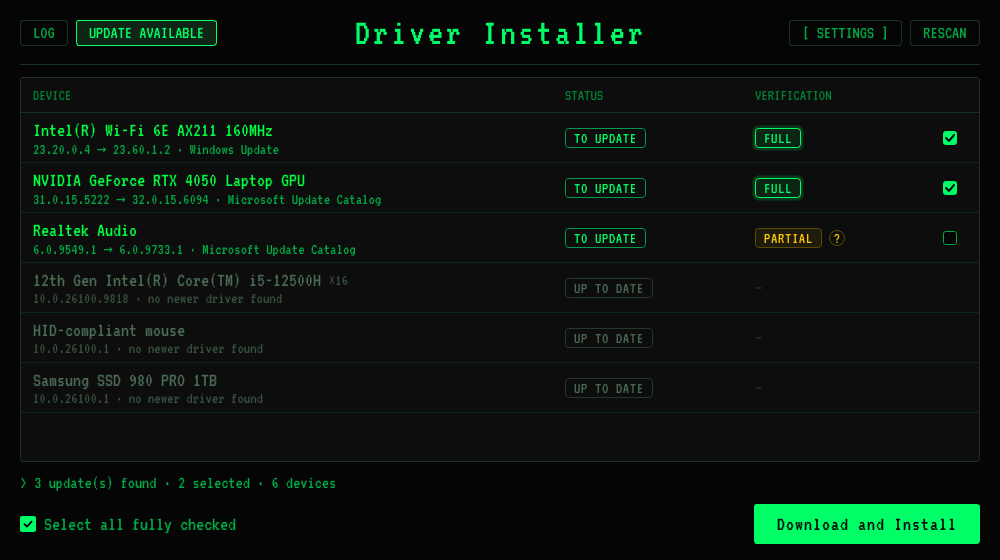 LOG
UPDATE AVAILABLE
Driver Installer
[ SETTINGS ]
RESCAN
DEVICE STATUS VERIFICATION
Intel(R) Wi-Fi 6E AX211 160MHz
23.20.0.4 → 23.60.1.2 · Windows Update
TO UPDATE
FULL
NVIDIA GeForce RTX 4050 Laptop GPU
31.0.15.5222 → 32.0.15.6094 · Microsoft Update Catalog
TO UPDATE
FULL
Realtek Audio
6.0.9549.1 → 6.0.9733.1 · Microsoft Update Catalog
TO UPDATE
PARTIAL ?
12th Gen Intel(R) Core(TM) i5-12500H X16
10.0.26100.9818 · no newer driver found
UP TO DATE
–
HID-compliant mouse
10.0.26100.1 · no newer driver found
UP TO DATE
–
Samsung SSD 980 PRO 1TB
10.0.26100.1 · no newer driver found
UP TO DATE
–
> 3 update(s) found · 2 selected · 6 devices
Select all fully checked
Download and Install